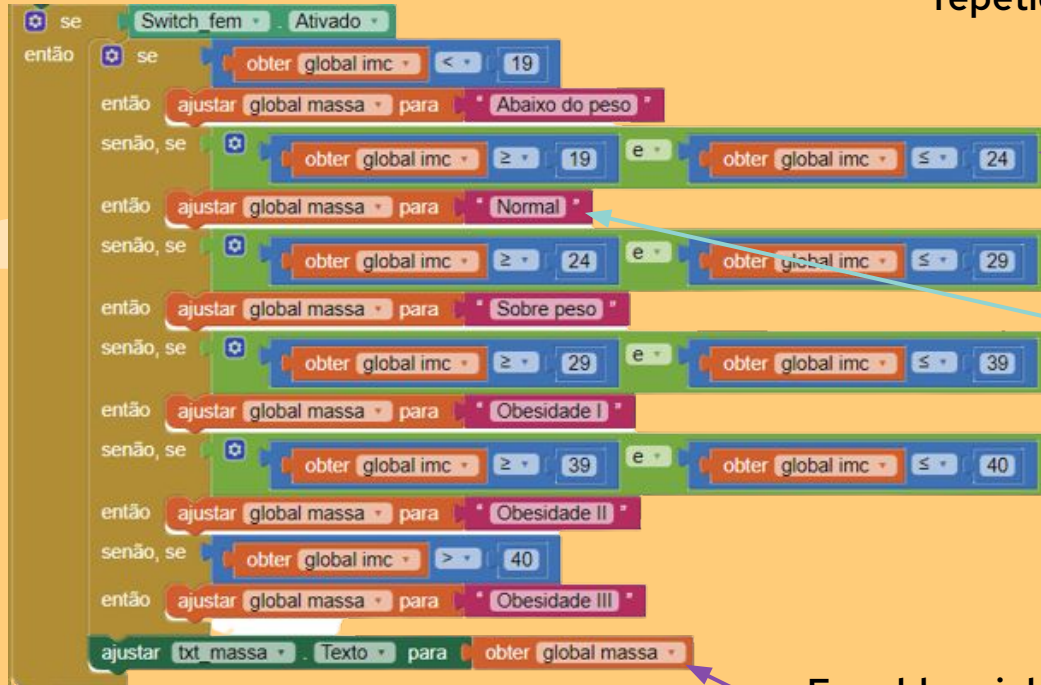 repetic
se Switch_fem . Ativado
então se obter global imc < 19
então ajustar global massa para " Abaixo do peso "
senão, se obter global imc ≥ 19 e obter global imc ≤ 24
então ajustar global massa para " Normal "
senão, se obter global imc ≥ 24 e obter global imc ≤ 29
então ajustar global massa para " Sobre peso "
senão, se obter global imc ≥ 29 e obter global imc ≤ 39
então ajustar global massa para " Obesidade I "
senão, se obter global imc ≥ 39 e obter global imc ≤ 40
então ajustar global massa para " Obesidade II "
senão, se obter global imc > 40
então ajustar global massa para " Obesidade III "
ajustar txt_massa . Texto para obter global massa